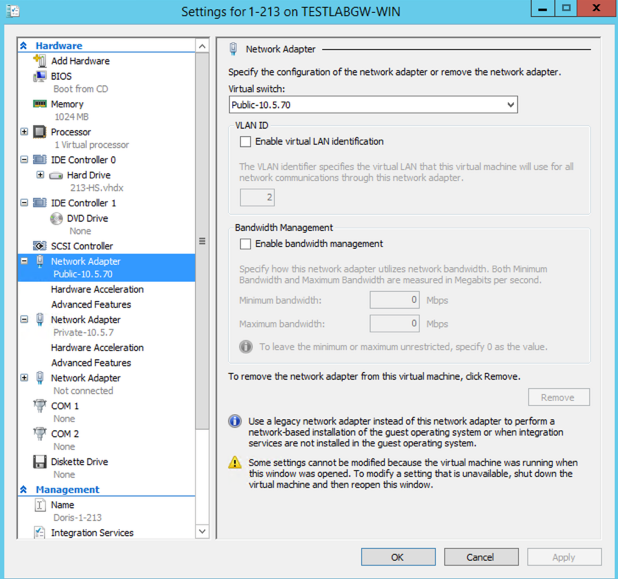 Settings for 1-213 on TESTLABGW-WIN
Hardware
Add Hardware
BIOS
Boot from CD
Memory
1024 MB
Processor
1 Virtual processor
IDE Controller 0
Hard Drive
213-HS.vhdx
IDE Controller 1
DVD Drive
None
SCSI Controller
Network Adapter
Public-10.5.70
Hardware Acceleration
Advanced Features
Network Adapter
Private-10.5.7
Hardware Acceleration
Advanced Features
Network Adapter
Not connected
COM 1
None
COM 2
None
Diskette Drive
None
Management
Name
Doris-1-213
Integration Services
Network Adapter
Specify the configuration of the network adapter or remove the network adapter.
Virtual switch:
Public-10.5.70
VLAN ID
Enable virtual LAN identification
The VLAN identifier specifies the virtual LAN that this virtual machine will use for all
network communications through this network adapter.
2
Bandwidth Management
Enable bandwidth management
Specify how this network adapter utilizes network bandwidth. Both Minimum
Bandwidth and Maximum Bandwidth are measured in Megabits per second.
Minimum bandwidth: 0 Mbps
Maximum bandwidth: 0 Mbps
To leave the minimum or maximum unrestricted, specify 0 as the value.
To remove the network adapter from this virtual machine, click Remove.
Remove
Use a legacy network adapter instead of this network adapter to perform a
network-based installation of the guest operating system or when integration
services are not installed in the guest operating system.
Some settings cannot be modified because the virtual machine was running when
this window was opened. To modify a setting that is unavailable, shut down the
virtual machine and then reopen this window.
OK Cancel Apply